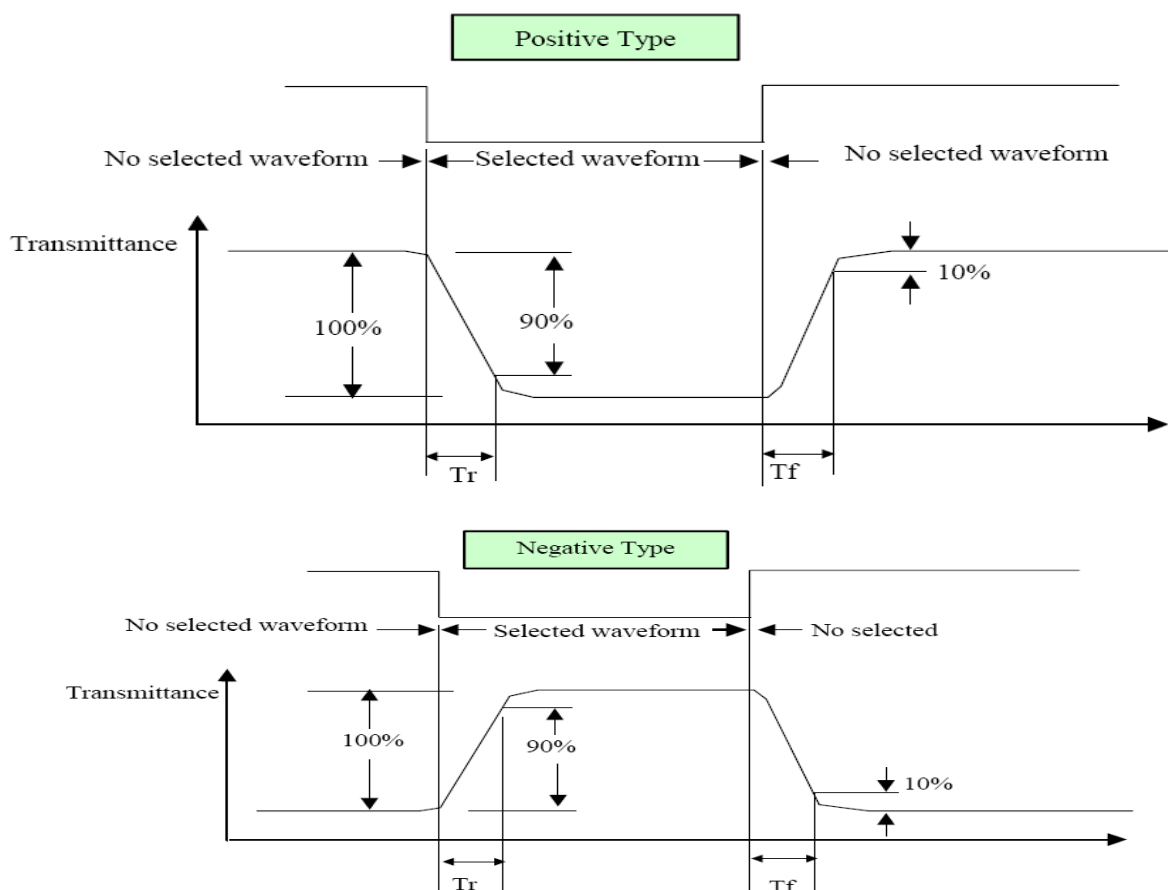 Positive Type
No selected waveform
Selected waveform
No selected waveform
Transmittance
100%
90%
10%
Tr
Tf
Negative Type
No selected waveform
Selected waveform
No selected
Transmittance
100%
90%
10%
Tr
Tf